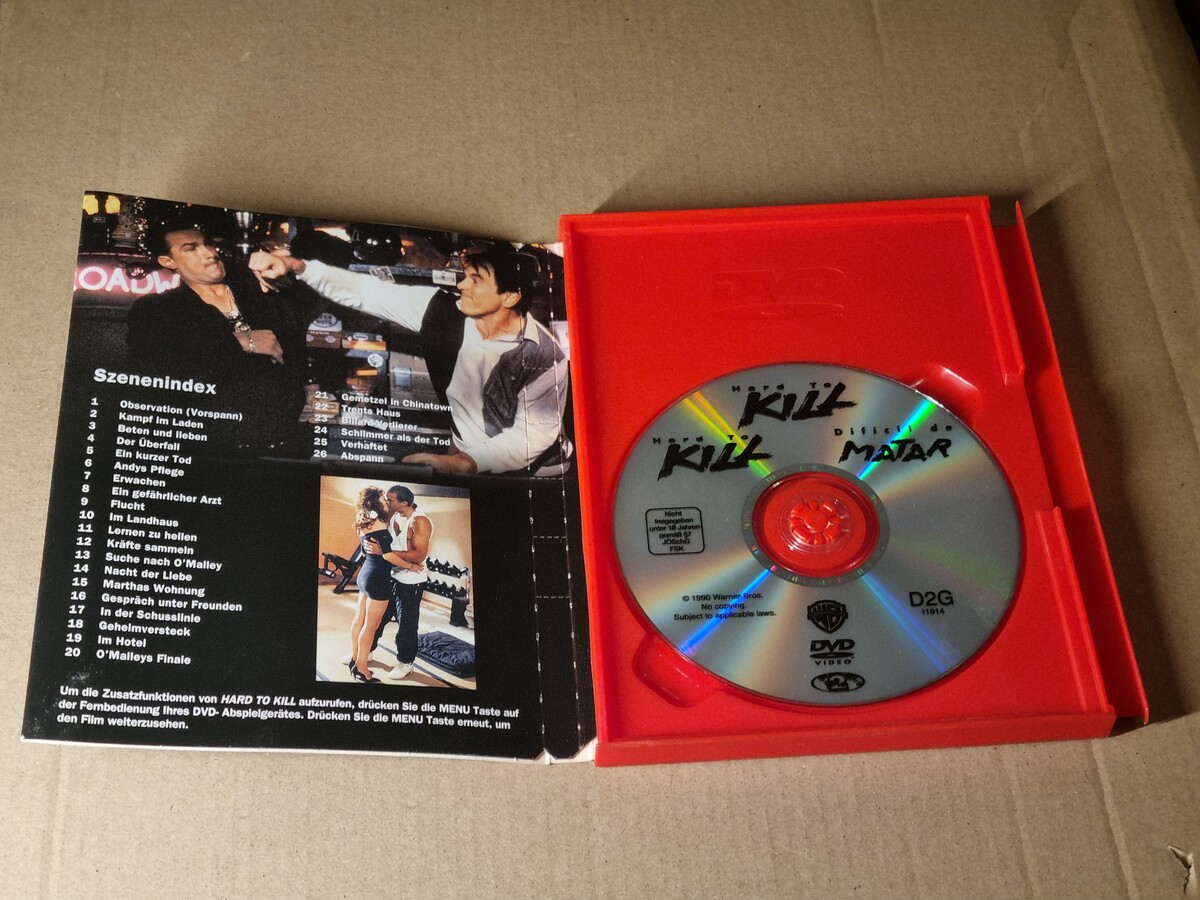 ROADW
Szenenindex
1 Observation (Vorspann)
2 Kampf im Laden
3 Beten und lieben
4 Der Überfall
5 Ein kurzer Tod
6 Andys Pflege
7 Erwachen
8 Ein gefährlicher Arzt
9 Flucht
10 Im Landhaus
11 Lernen zu heilen
12 Kräfte sammeln
13 Suche nach O'Malley
14 Nacht der Liebe
15 Marthas Wohnung
16 Gespräch unter Freunden
17 In der Schusslinie
18 Geheimversteck
19 Im Hotel
20 O'Malleys Finale
21 Gemetzel in Chinatown
22 Trents Haus
23 Billard Verlierer
24 Schlimmer als der Tod
25 Verhaftet
26 Abspann
Um die Zusatzfunktionen von HARD TO KILL aufzurufen, drücken Sie die MENU Taste auf
der Fernbedienung Ihres DVD- Abspielgerätes. Drücken Sie die MENU Taste erneut, um
den Film weiterzusehen.
DVD
Hard To
KILL
Hard To
KILL
Difícil de
MATAR
Nicht
freigegeben
unter 18 Jahren
gemäß §7
JÖSchG
FSK
© 1990 Warner Bros.
No copying.
Subject to applicable laws.
WB
DVD
VIDEO
2
D2G
11914